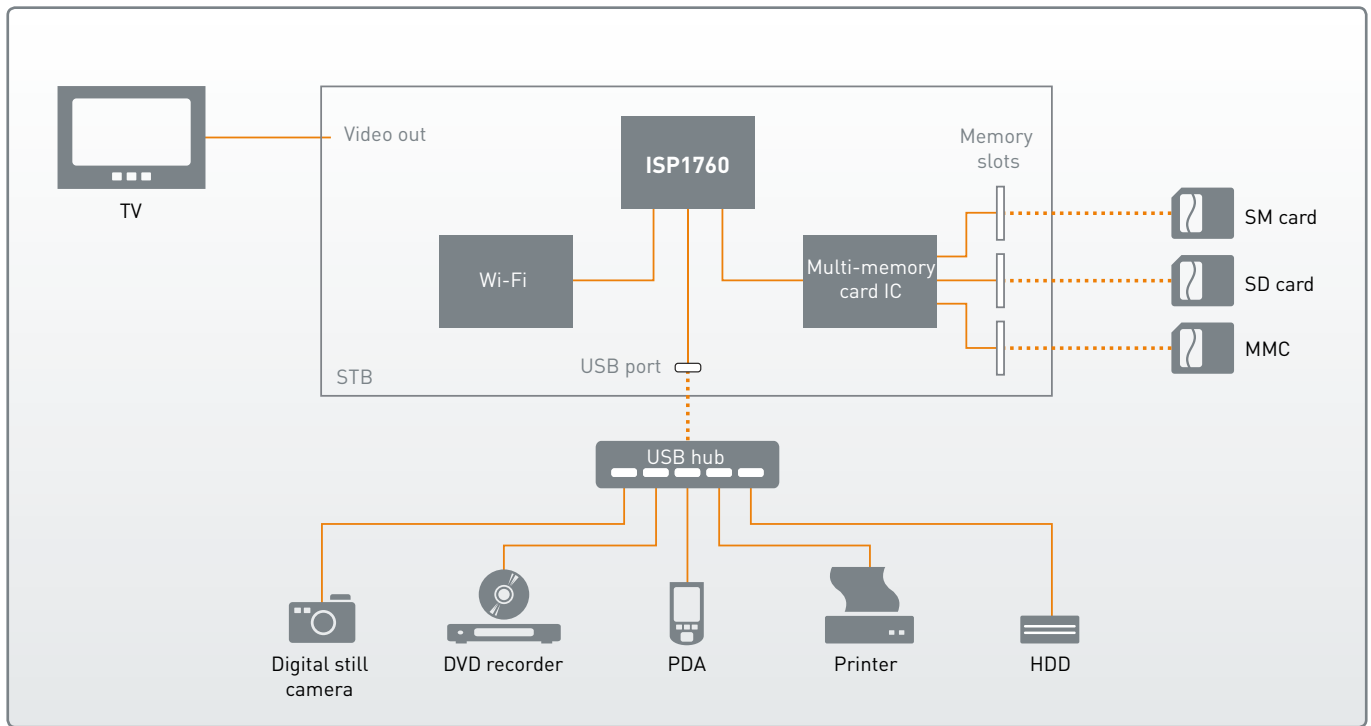 Video out
ISP1760
Memory
slots
TV
SM card
Wi-Fi
Multi-memory
card IC
SD card
MMC
USB port
STB
USB hub
Digital still
camera
DVD recorder
PDA
Printer
HDD